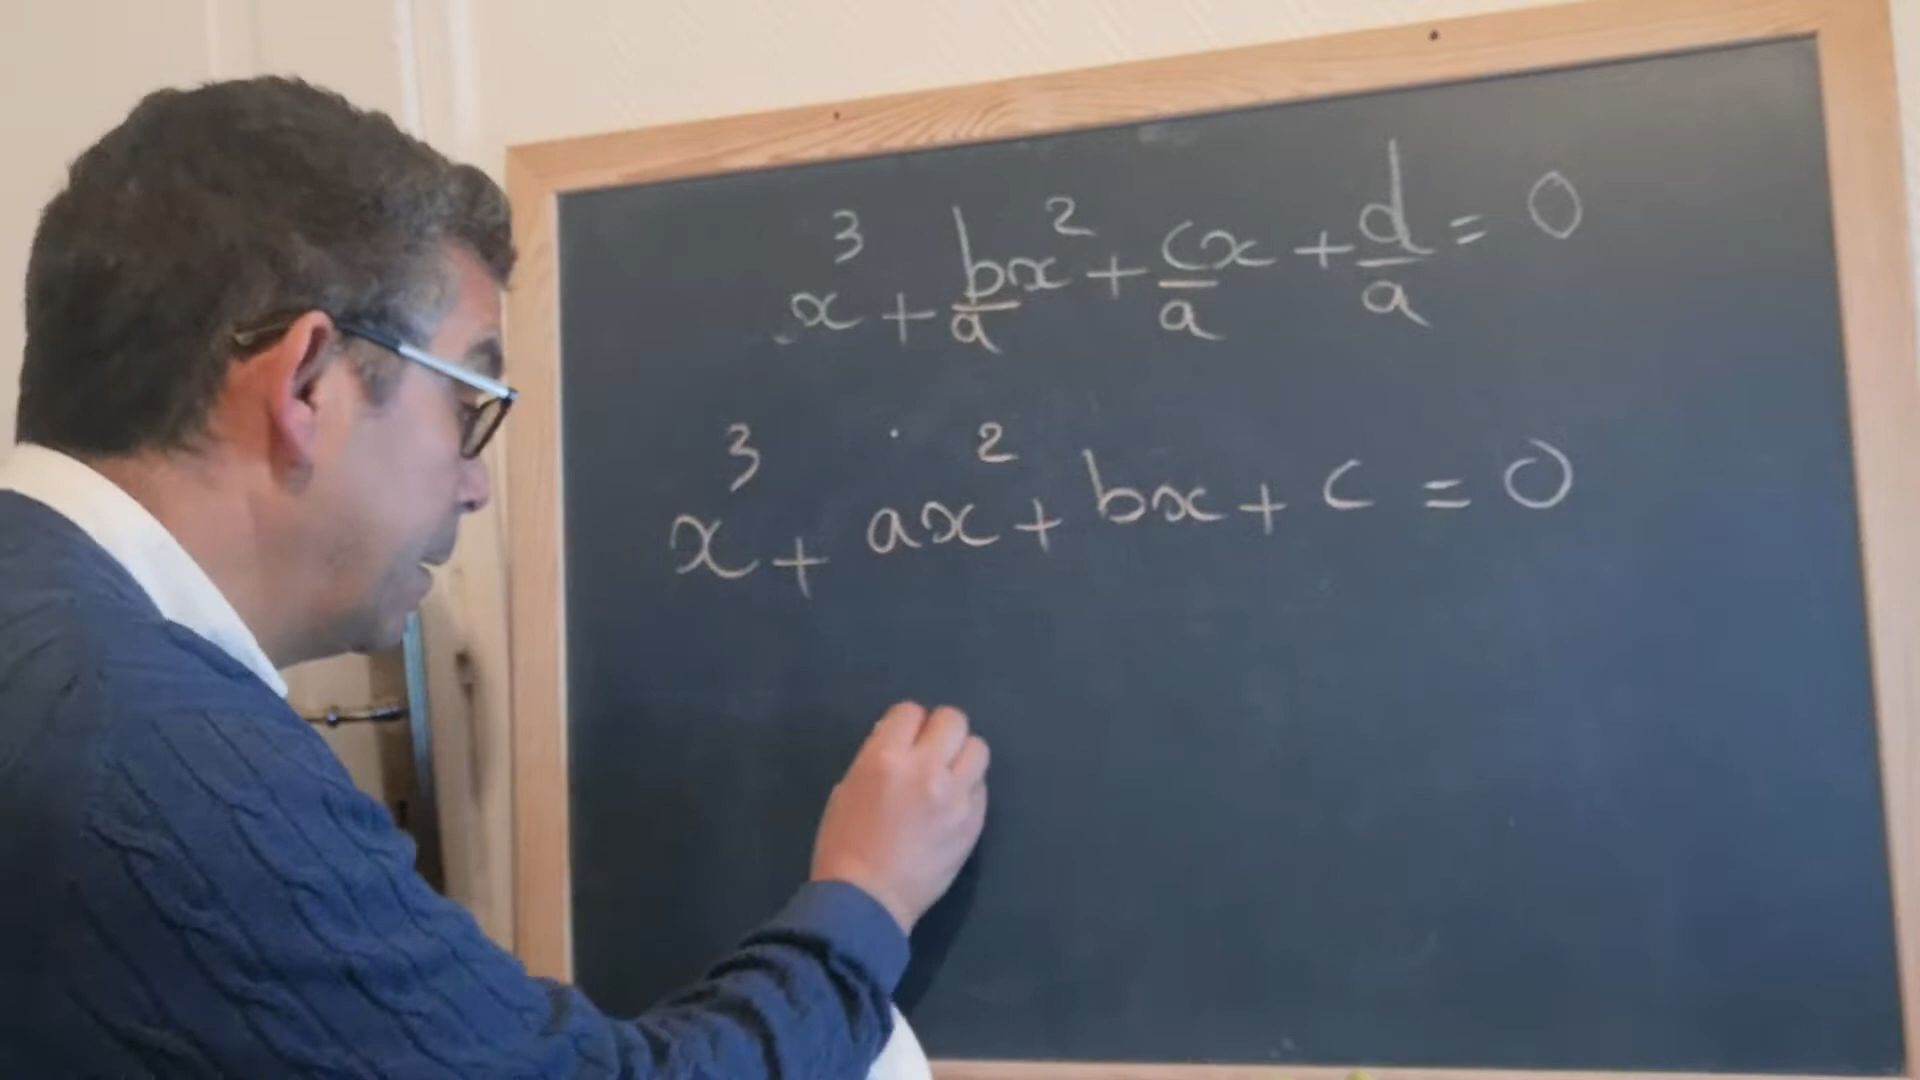 x³ + b/a x² + c/a x + d/a = 0
x³ + ax² + bx + c = 0